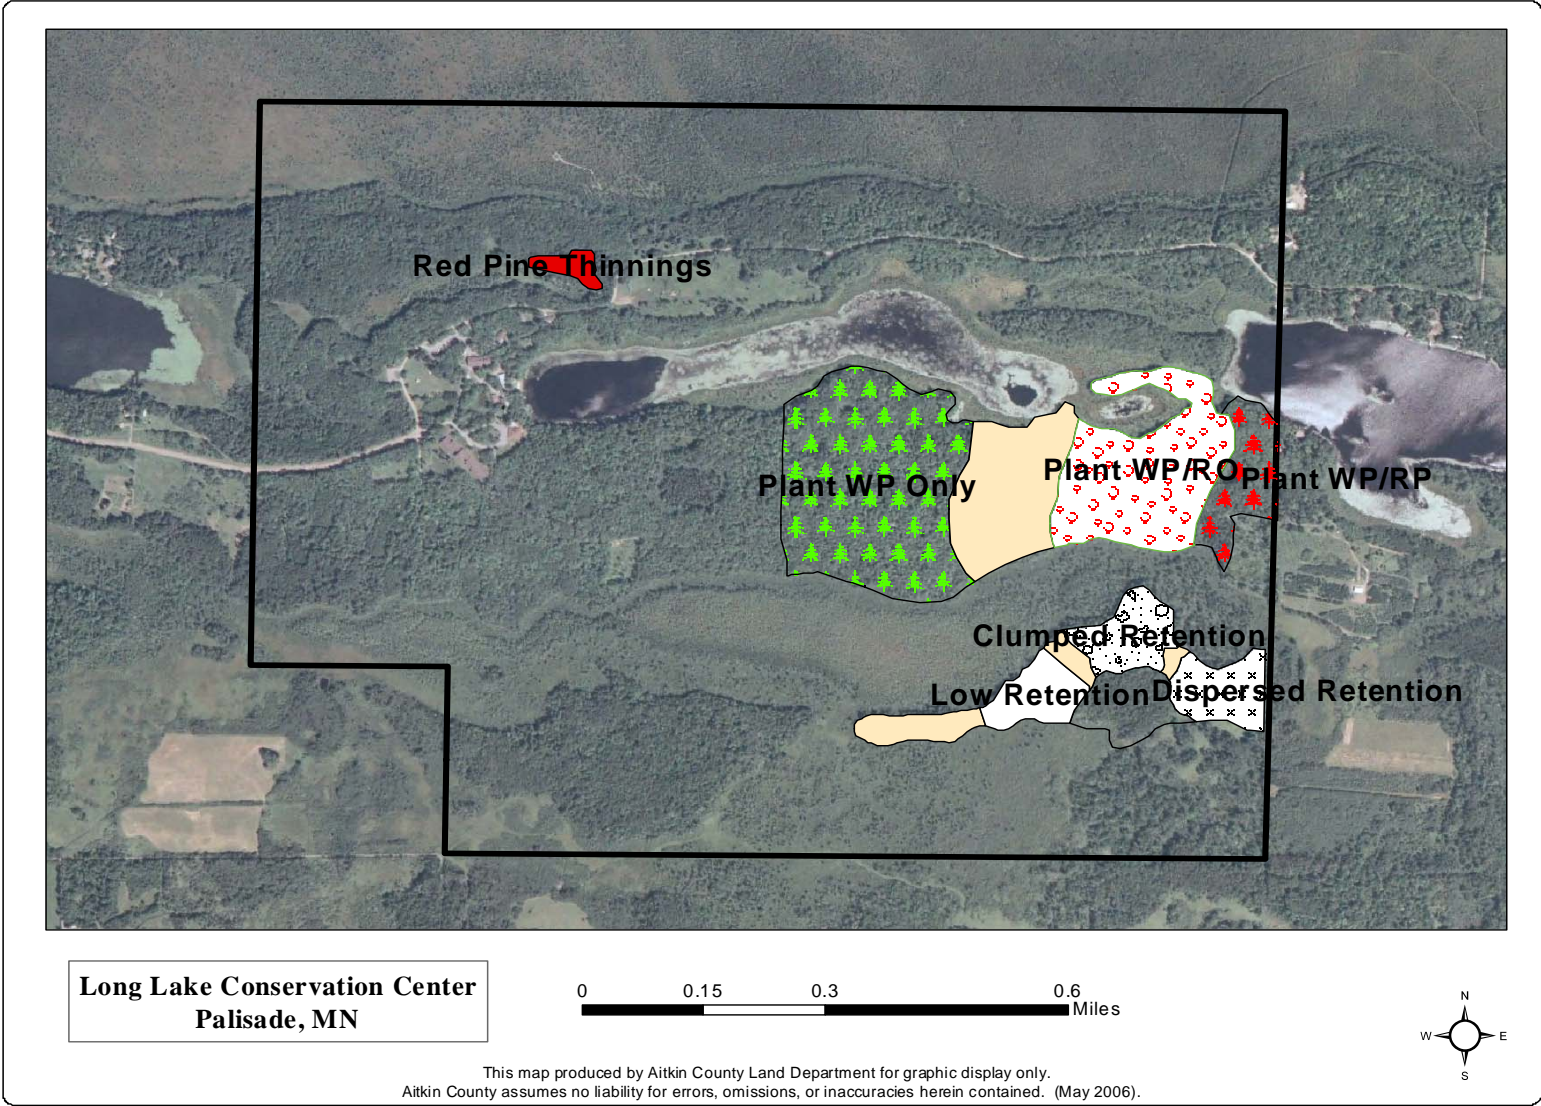 Red Pine Thinnings
Plant WP Only
Plant WP/RO
Plant WP/RP
Clumped Retention
Low Retention
Dispersed Retention
Long Lake Conservation Center
Palisade, MN
0 0.15 0.3 0.6
Miles
N
W E
S
This map produced by Aitkin County Land Department for graphic display only.
Aitkin County assumes no liability for errors, omissions, or inaccuracies herein contained. (May 2006).